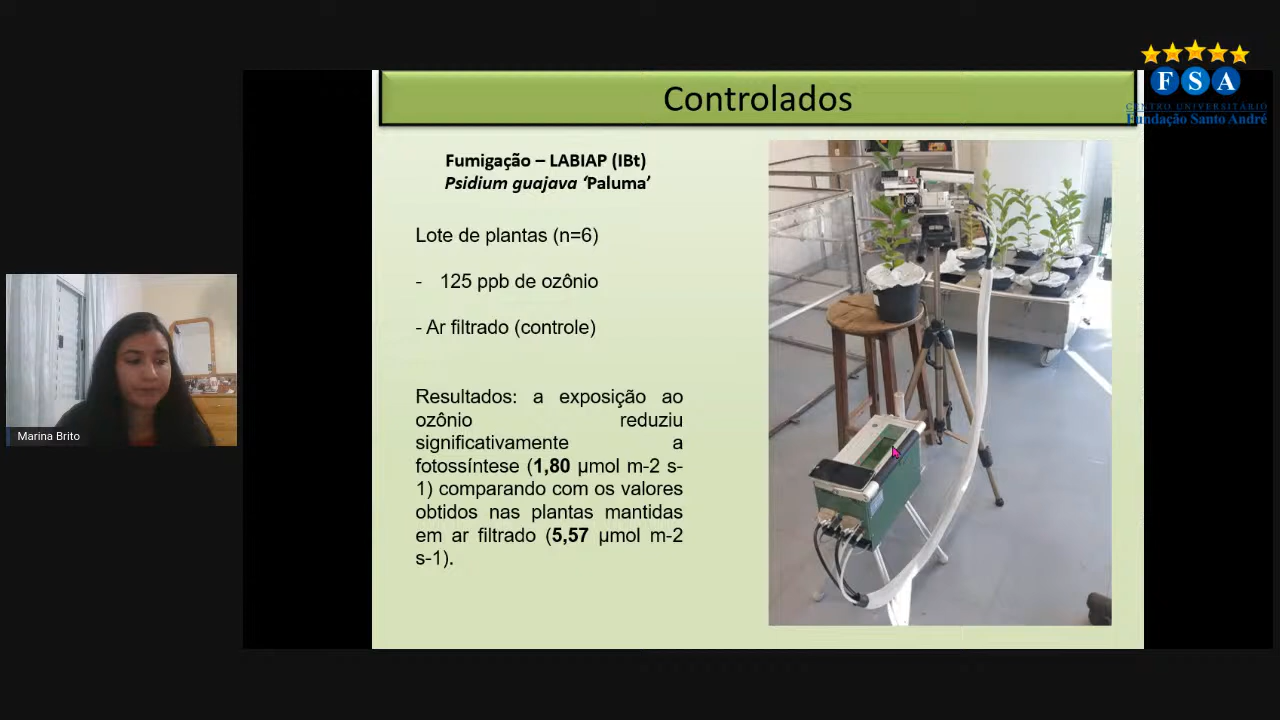 Controlados
F S A
CENTRO UNIVERSITÁRIO
Fundação Santo André
Fumigação – LABIAP (IBt)
Psidium guajava ‘Paluma’
Lote de plantas (n=6)
- 125 ppb de ozônio
- Ar filtrado (controle)
Resultados: a exposição ao
ozônio reduziu
significativamente a
fotossíntese (1,80 µmol m-2 s-
1) comparando com os valores
obtidos nas plantas mantidas
em ar filtrado (5,57 µmol m-2
s-1).
Marina Brito